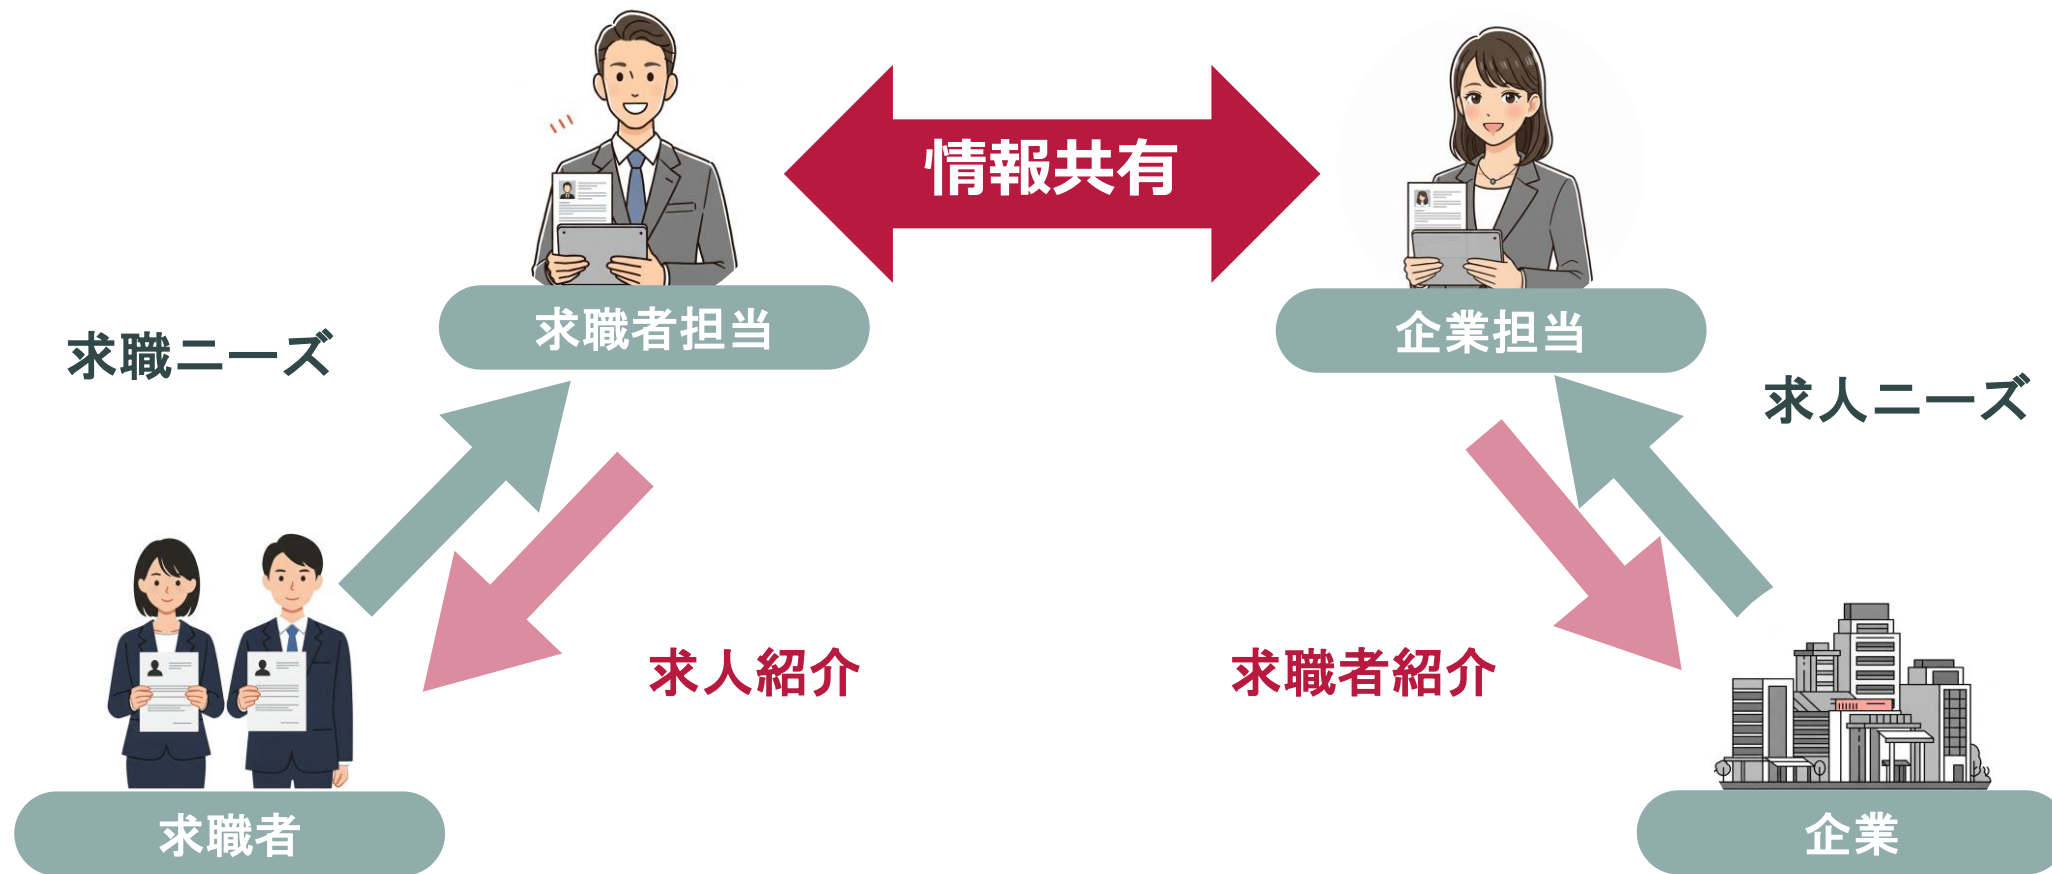 情報共有
求職者担当
企業担当
求職ニーズ
求人ニーズ
求人紹介
求職者紹介
求職者
企業